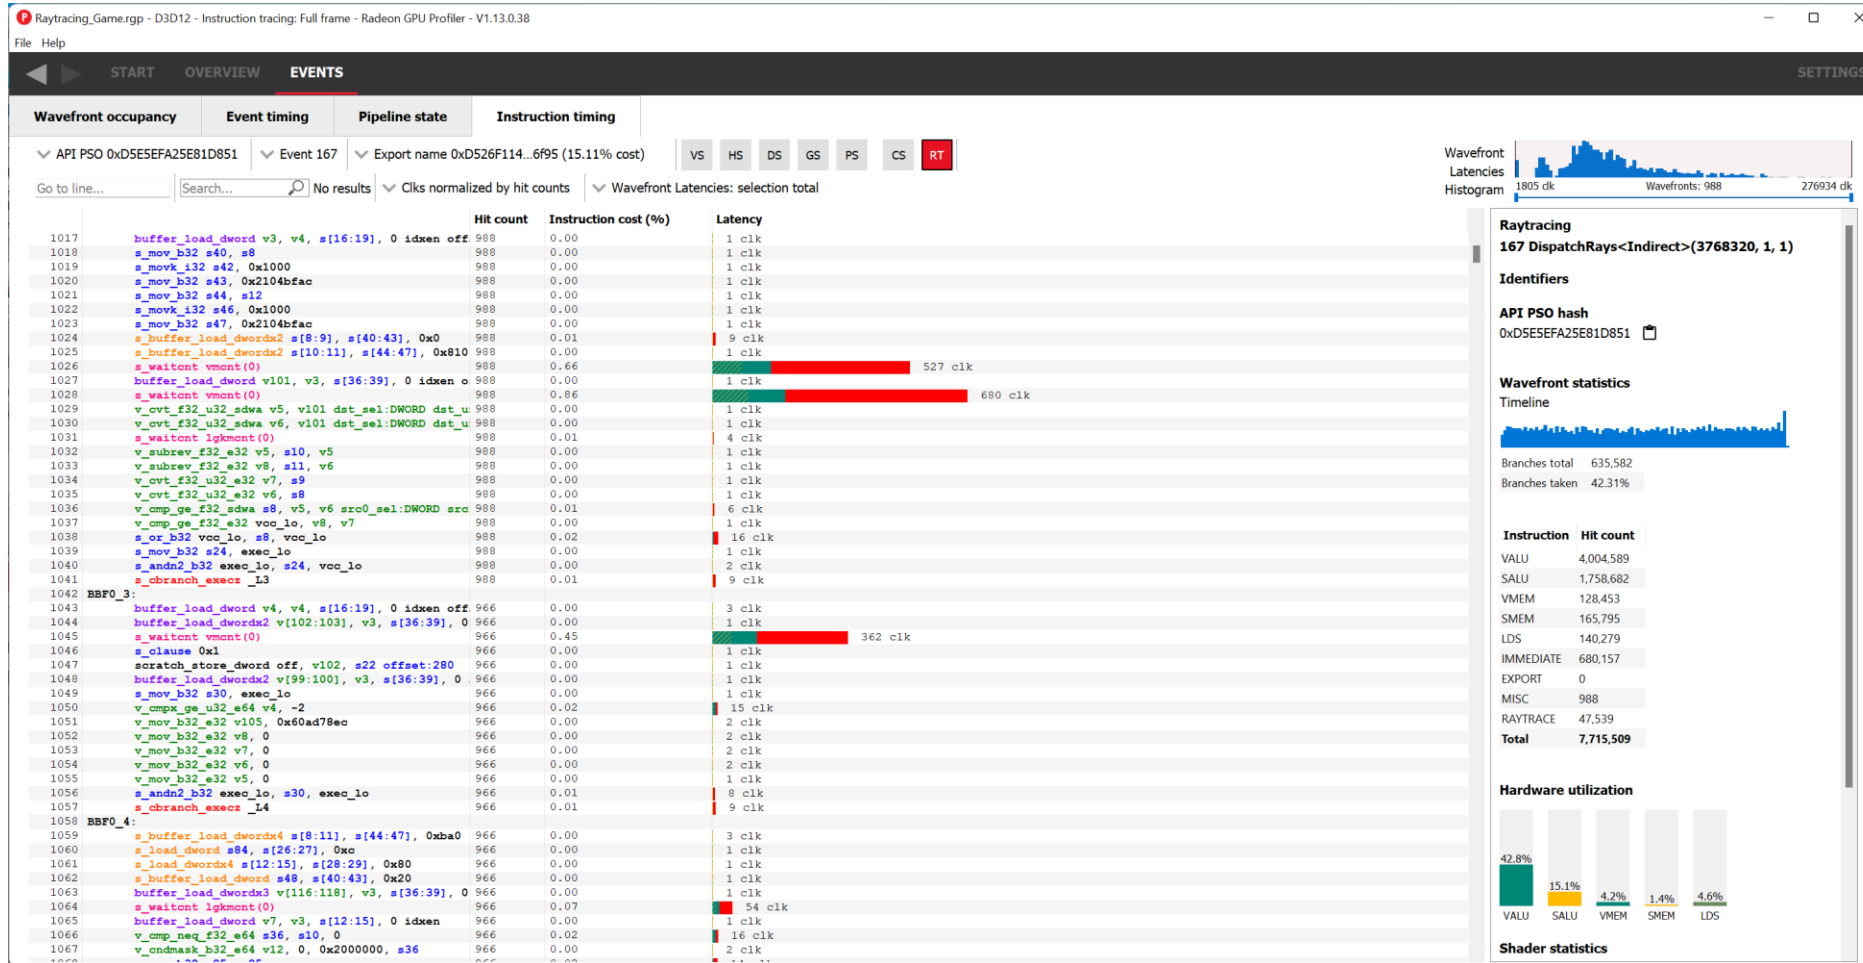 Raytracing_Game.rgp - D3D12 - Instruction tracing: Full frame - Radeon GPU Profiler - V1.13.0.38
File Help
START OVERVIEW EVENTS SETTINGS
Wavefront occupancy Event timing Pipeline state Instruction timing
API PSO 0xD5E5EFA25E81D851 Event 167 Export name 0xD526F114...6f95 (15.11% cost) VS HS DS GS PS CS RT
Go to line... Search... No results Clks normalized by hit counts Wavefront Latencies: selection total
Wavefront
Latencies
Histogram
1805 clk Wavefronts: 988 276934 clk
Hit count Instruction cost (%) Latency
1017 buffer_load_dword v3, v4, s[16:19], 0 idxen off 988 0.00 1 clk
1018 s_mov_b32 s40, s8 988 0.00 1 clk
1019 s_movk_i32 s42, 0x1000 988 0.00 1 clk
1020 s_mov_b32 s43, 0x2104bfac 988 0.00 1 clk
1021 s_mov_b32 s44, s12 988 0.00 1 clk
1022 s_movk_i32 s46, 0x1000 988 0.00 1 clk
1023 s_mov_b32 s47, 0x2104bfac 988 0.00 1 clk
1024 s_buffer_load_dwordx2 s[8:9], s[40:43], 0x0 988 0.01 9 clk
1025 s_buffer_load_dwordx2 s[10:11], s[44:47], 0x810 988 0.00 1 clk
1026 s_waitcnt vmcnt(0) 988 0.66 527 clk
1027 buffer_load_dword v101, v3, s[36:39], 0 idxen o 988 0.00 1 clk
1028 s_waitcnt vmcnt(0) 988 0.86 680 clk
1029 v_cvt_f32_u32_sdwa v5, v101 dst_sel:DWORD dst_u 988 0.00 1 clk
1030 v_cvt_f32_u32_sdwa v6, v101 dst_sel:DWORD dst_u 988 0.00 1 clk
1031 s_waitcnt lgkmcnt(0) 988 0.01 4 clk
1032 v_subrev_f32_e32 v5, s10, v5 988 0.00 1 clk
1033 v_subrev_f32_e32 v8, s11, v6 988 0.00 1 clk
1034 v_cvt_f32_u32_e32 v7, s9 988 0.00 1 clk
1035 v_cvt_f32_u32_e32 v6, s8 988 0.00 1 clk
1036 v_cmp_ge_f32_sdwa s8, v5, v6 src0_sel:DWORD src 988 0.01 6 clk
1037 v_cmp_ge_f32_e32 vcc_lo, v8, v7 988 0.00 1 clk
1038 s_or_b32 vcc_lo, s8, vcc_lo 988 0.02 16 clk
1039 s_mov_b32 s24, exec_lo 988 0.00 1 clk
1040 s_andn2_b32 exec_lo, s24, vcc_lo 988 0.00 2 clk
1041 s_cbranch_execz _L3 988 0.01 9 clk
1042 BBF0_3:
1043 buffer_load_dword v4, v4, s[16:19], 0 idxen off 966 0.00 3 clk
1044 buffer_load_dwordx2 v[102:103], v3, s[36:39], 0 966 0.00 1 clk
1045 s_waitcnt vmcnt(0) 966 0.45 362 clk
1046 s_clause 0x1 966 0.00 1 clk
1047 scratch_store_dword off, v102, s22 offset:280 966 0.00 1 clk
1048 buffer_load_dwordx2 v[99:100], v3, s[36:39], 0 966 0.00 1 clk
1049 s_mov_b32 s30, exec_lo 966 0.00 1 clk
1050 v_cmpx_ge_u32_e64 v4, -2 966 0.02 15 clk
1051 v_mov_b32_e32 v105, 0x60ad78ec 966 0.00 2 clk
1052 v_mov_b32_e32 v8, 0 966 0.00 2 clk
1053 v_mov_b32_e32 v7, 0 966 0.00 2 clk
1054 v_mov_b32_e32 v6, 0 966 0.00 2 clk
1055 v_mov_b32_e32 v5, 0 966 0.00 1 clk
1056 s_andn2_b32 exec_lo, s30, exec_lo 966 0.01 8 clk
1057 s_cbranch_execz _L4 966 0.01 9 clk
1058 BBF0_4:
1059 s_buffer_load_dwordx4 s[8:11], s[44:47], 0xba0 966 0.00 3 clk
1060 s_load_dword s84, s[26:27], 0xc 966 0.00 1 clk
1061 s_load_dwordx4 s[12:15], s[28:29], 0x80 966 0.00 1 clk
1062 s_buffer_load_dword s48, s[40:43], 0x20 966 0.00 1 clk
1063 buffer_load_dwordx3 v[116:118], v3, s[36:39], 0 966 0.00 1 clk
1064 s_waitcnt lgkmcnt(0) 966 0.07 54 clk
1065 buffer_load_dword v7, v3, s[12:15], 0 idxen 966 0.00 1 clk
1066 v_cmp_neq_f32_e64 s36, s10, 0 966 0.02 16 clk
1067 v_cndmask_b32_e64 v12, 0, 0x2000000, s36 966 0.00 2 clk
Raytracing
167 DispatchRays<Indirect>(3768320, 1, 1)
Identifiers
API PSO hash
0xD5E5EFA25E81D851
Wavefront statistics
Timeline
Branches total 635,582
Branches taken 42.31%
Instruction Hit count
VALU 4,004,589
SALU 1,758,682
VMEM 128,453
SMEM 165,795
LDS 140,279
IMMEDIATE 680,157
EXPORT 0
MISC 988
RAYTRACE 47,539
Total 7,715,509
Hardware utilization
42.8% 15.1% 4.2% 1.4% 4.6%
VALU SALU VMEM SMEM LDS
Shader statistics